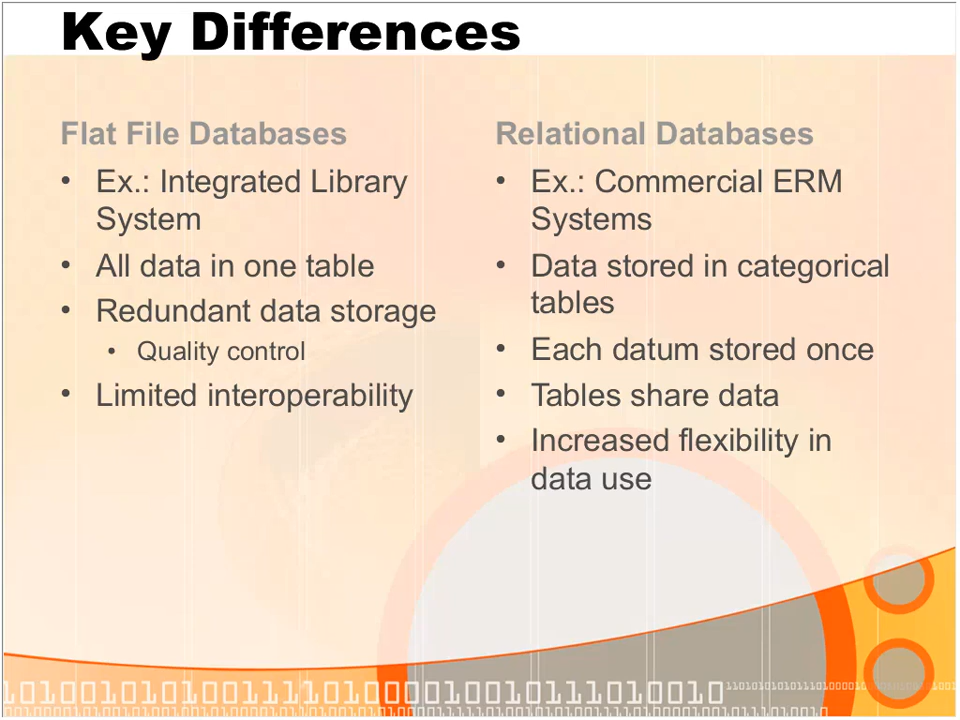 Key Differences
Flat File Databases
• Ex.: Integrated Library
System
• All data in one table
• Redundant data storage
• Quality control
• Limited interoperability
Relational Databases
• Ex.: Commercial ERM
Systems
• Data stored in categorical
tables
• Each datum stored once
• Tables share data
• Increased flexibility in
data use